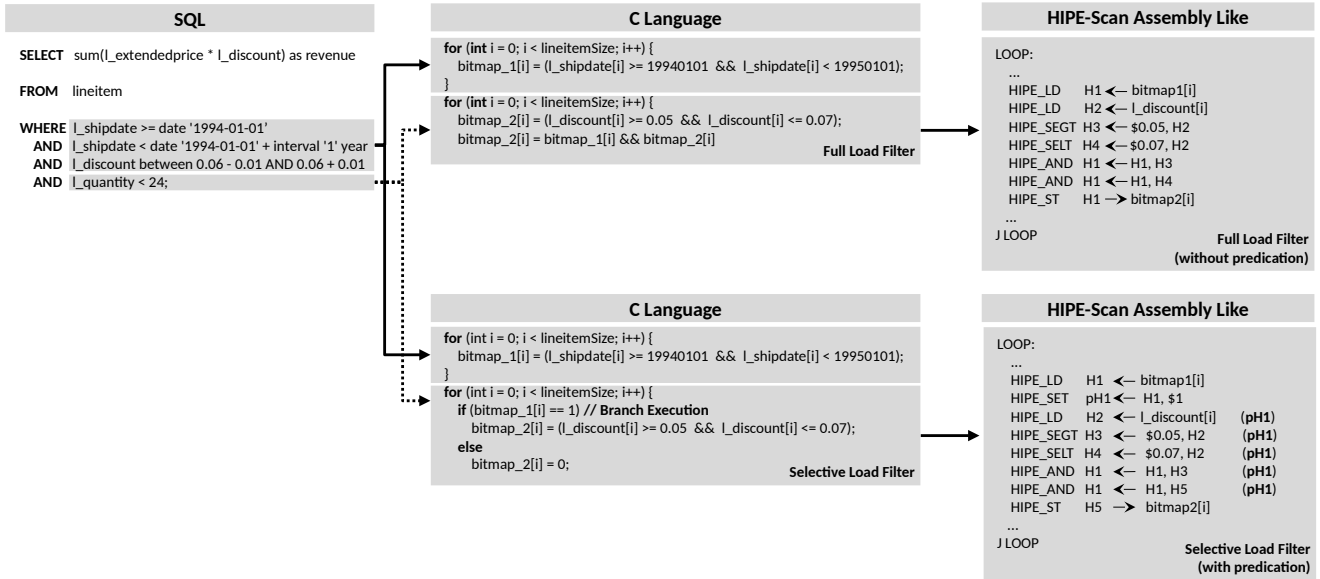 SQL
SELECT sum(l_extendedprice * l_discount) as revenue
FROM lineitem
WHERE l_shipdate >= date '1994-01-01'
AND l_shipdate < date '1994-01-01' + interval '1' year
AND l_discount between 0.06 - 0.01 AND 0.06 + 0.01
AND l_quantity < 24;
C Language
for (int i = 0; i < lineitemSize; i++) {
bitmap_1[i] = (l_shipdate[i] >= 19940101 && l_shipdate[i] < 19950101);
}
for (int i = 0; i < lineitemSize; i++) {
bitmap_2[i] = (l_discount[i] >= 0.05 && l_discount[i] <= 0.07);
bitmap_2[i] = bitmap_1[i] && bitmap_2[i]
Full Load Filter
HIPE-Scan Assembly Like
LOOP:
...
HIPE_LD H1 ← bitmap1[i]
HIPE_LD H2 ← l_discount[i]
HIPE_SEGT H3 ← $0.05, H2
HIPE_SELT H4 ← $0.07, H2
HIPE_AND H1 ← H1, H3
HIPE_AND H1 ← H1, H4
HIPE_ST H1 → bitmap2[i]
...
J LOOP
Full Load Filter
(without predication)
C Language
for (int i = 0; i < lineitemSize; i++) {
bitmap_1[i] = (l_shipdate[i] >= 19940101 && l_shipdate[i] < 19950101);
}
for (int i = 0; i < lineitemSize; i++) {
if (bitmap_1[i] == 1) // Branch Execution
bitmap_2[i] = (l_discount[i] >= 0.05 && l_discount[i] <= 0.07);
else
bitmap_2[i] = 0;
Selective Load Filter
HIPE-Scan Assembly Like
LOOP:
...
HIPE_LD H1 ← bitmap1[i]
HIPE_SET pH1 ← H1, $1
HIPE_LD H2 ← l_discount[i] (pH1)
HIPE_SEGT H3 ← $0.05, H2 (pH1)
HIPE_SELT H4 ← $0.07, H2 (pH1)
HIPE_AND H1 ← H1, H3 (pH1)
HIPE_AND H1 ← H1, H5 (pH1)
HIPE_ST H5 → bitmap2[i]
...
J LOOP
Selective Load Filter
(with predication)